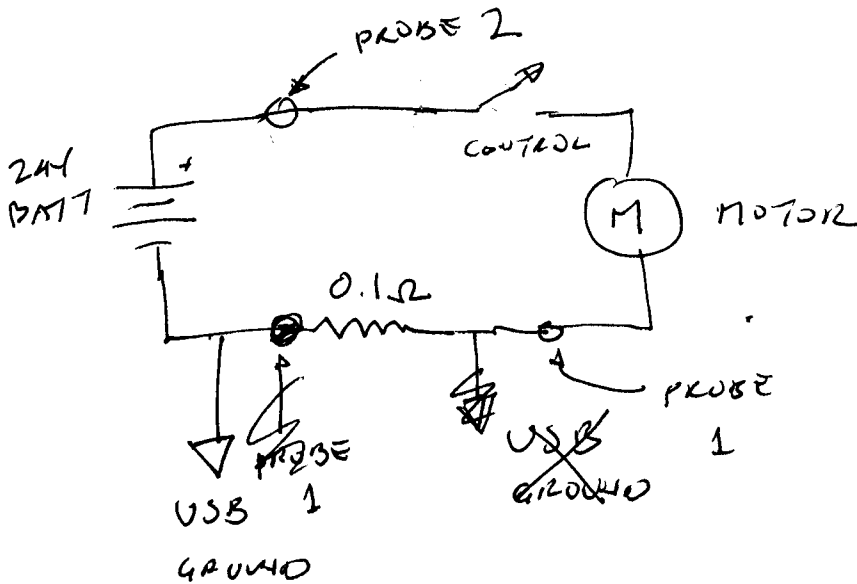 PROBE 2
CONTROL
24V
BATT
+
M
MOTOR
0.1Ω
PROBE
1
USB
GROUND
PROBE
1
USB
GROUND